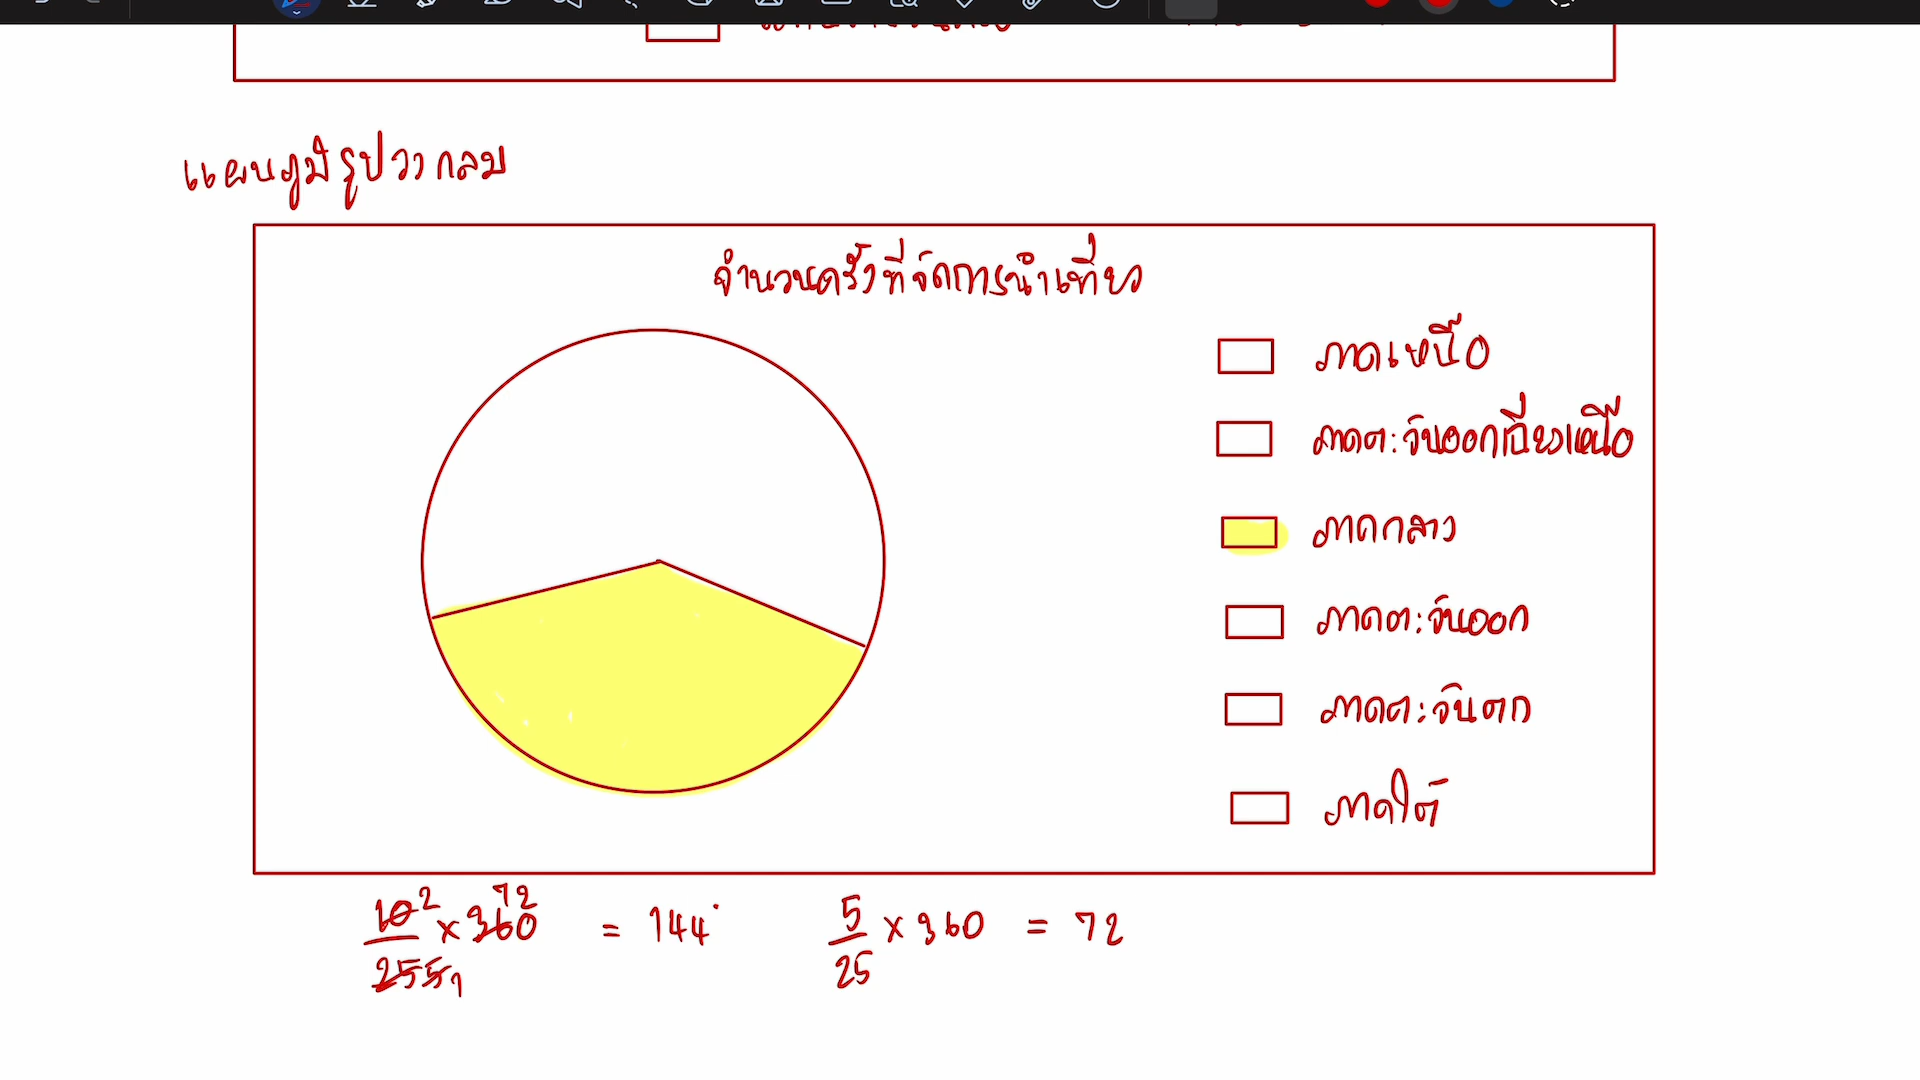 แผนภูมิรูปวงกลม
จำนวนครั้งที่จัดการนำเที่ยว
ภาคเหนือ
ภาคตะวันออกเฉียงเหนือ
ภาคกลาง
ภาคตะวันออก
ภาคตะวันตก
ภาคใต้
2 72
10/25 × 360 = 144° 5/25 × 360 = 72
5 1